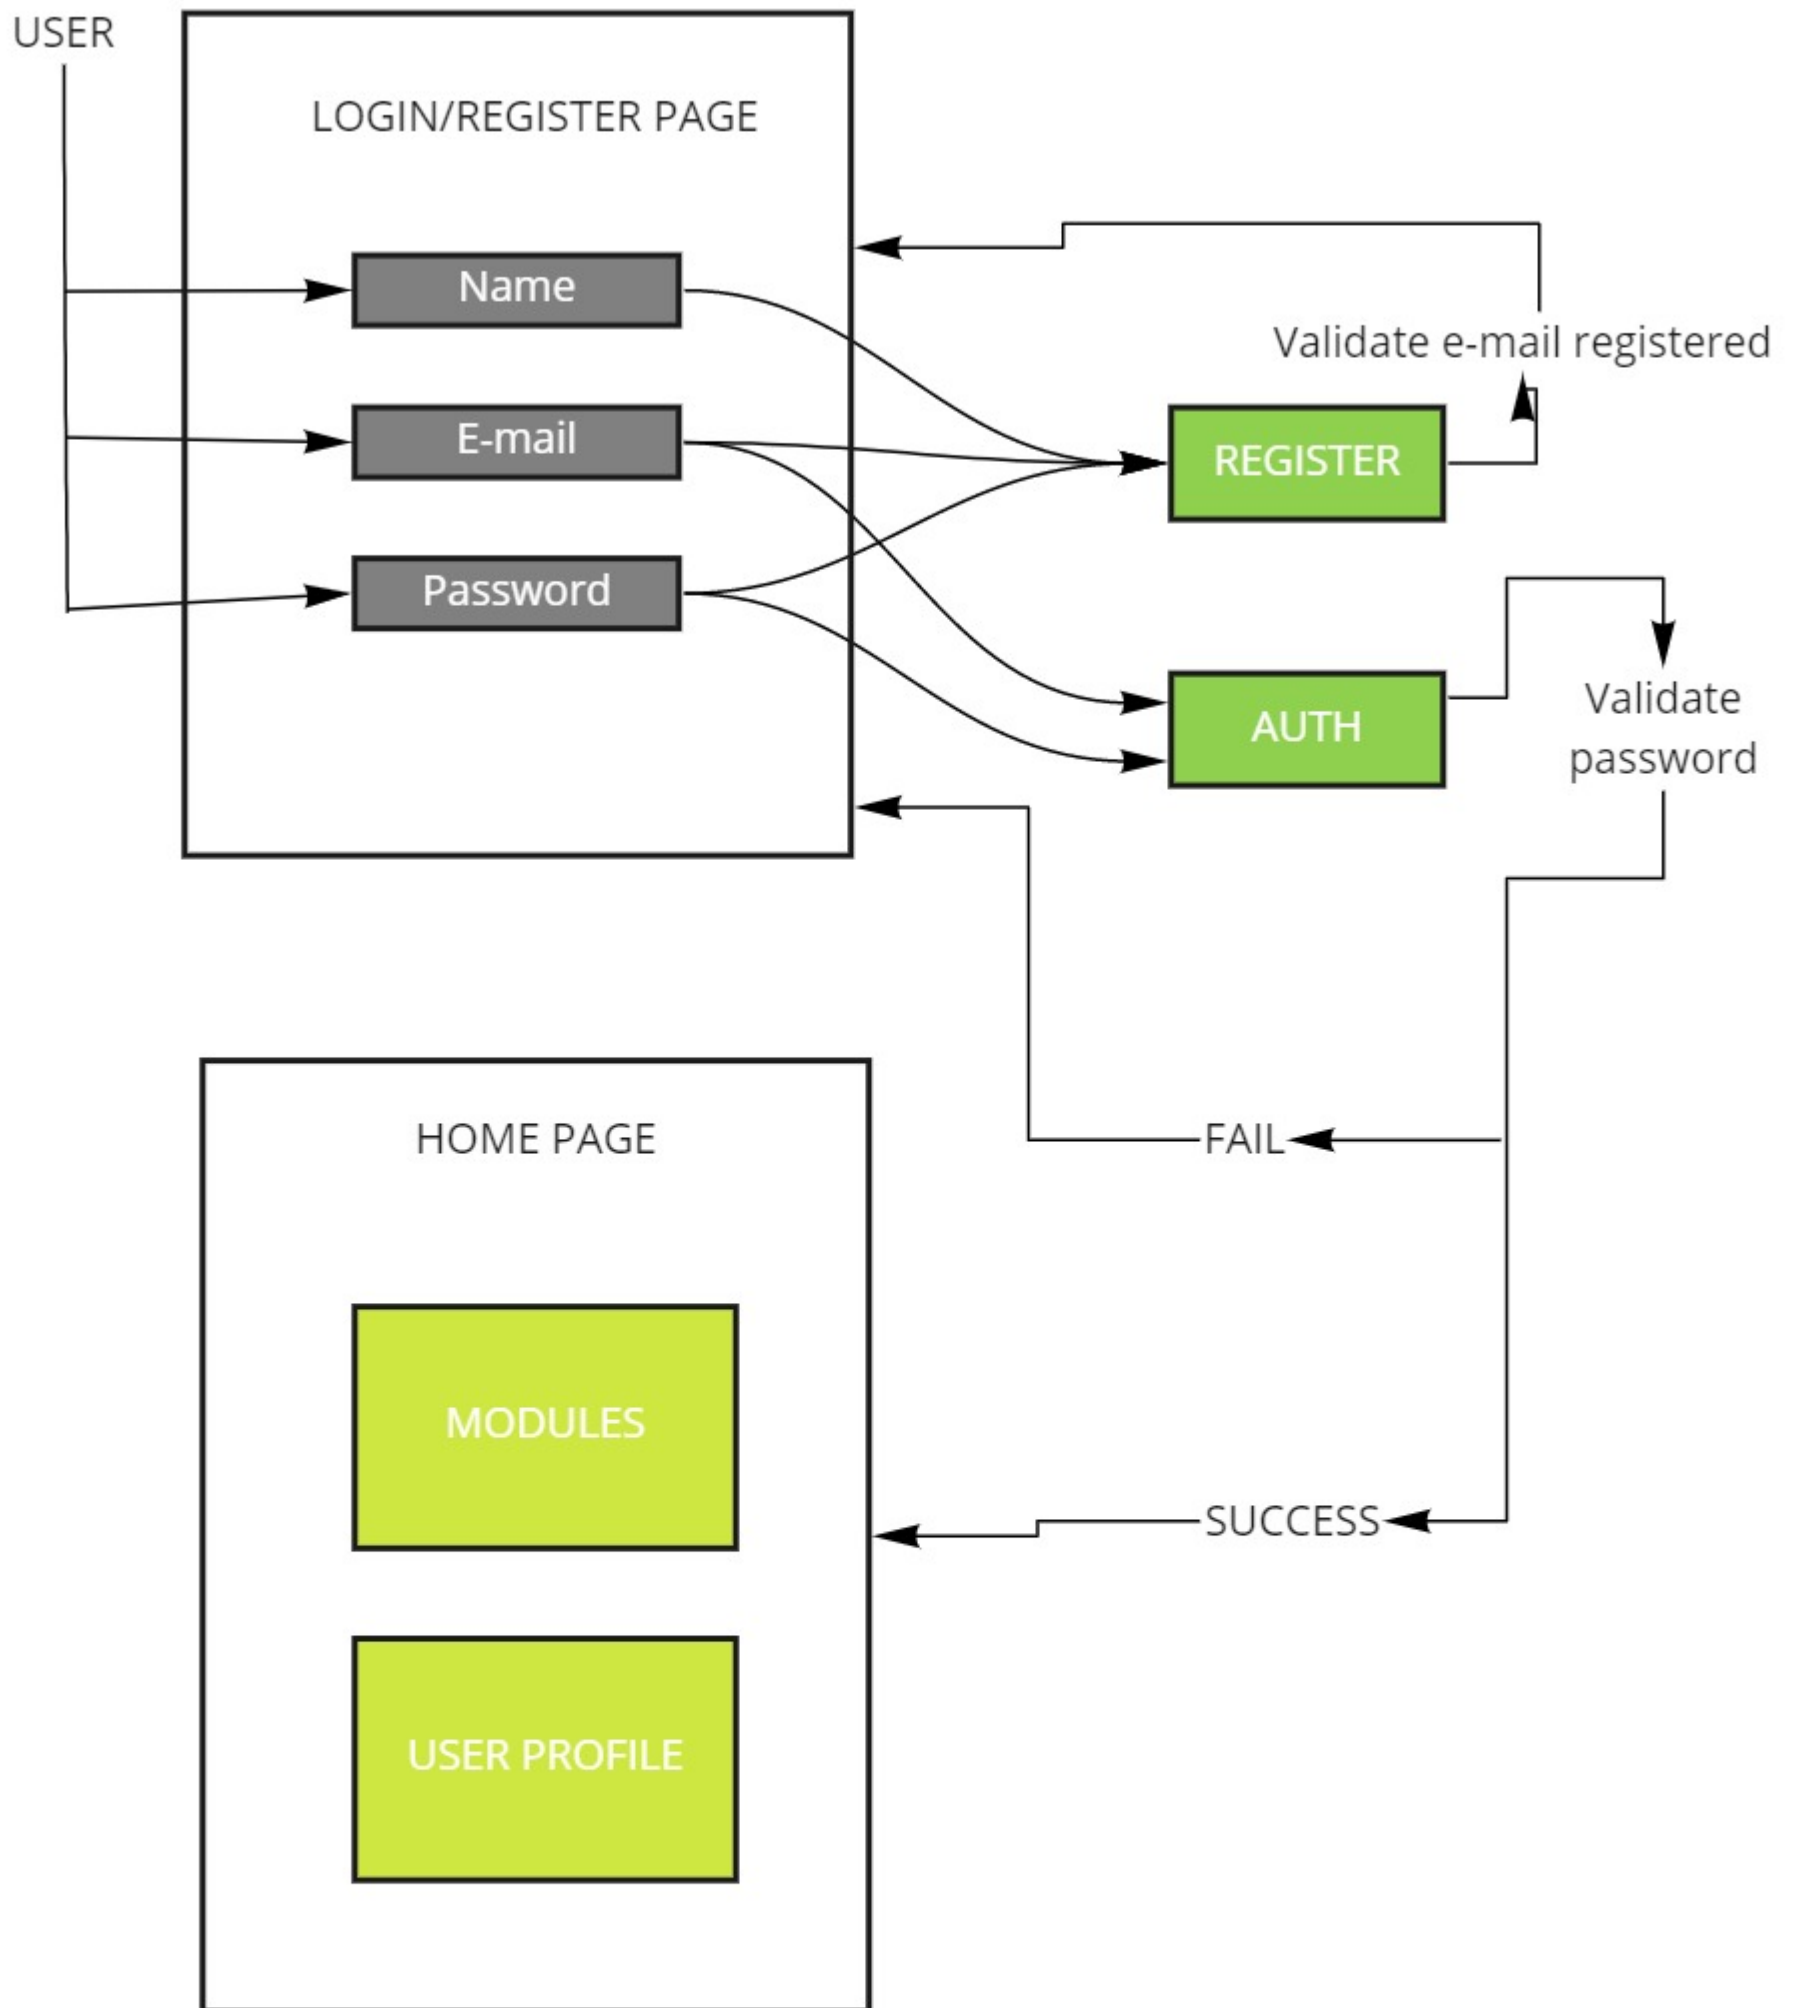 USER
LOGIN/REGISTER PAGE
Name
E-mail
Password
Validate e-mail registered
REGISTER
AUTH
Validate
password
FAIL
SUCCESS
HOME PAGE
MODULES
USER PROFILE